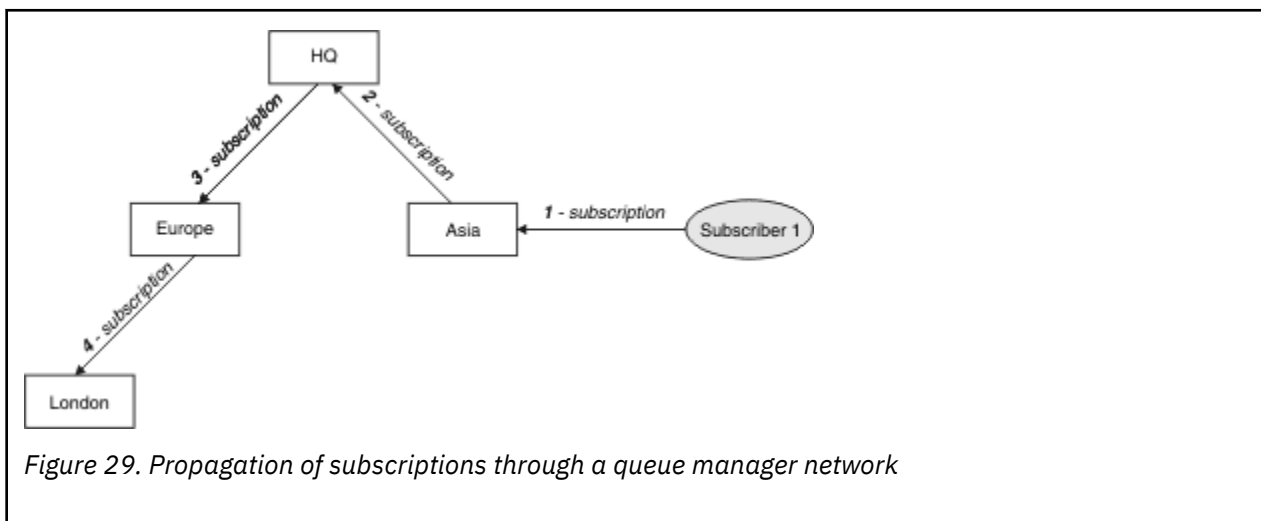 HQ
3 - subscription
2 - subscription
Europe
Asia
1 - subscription
Subscriber 1
4 - subscription
London
Figure 29. Propagation of subscriptions through a queue manager network